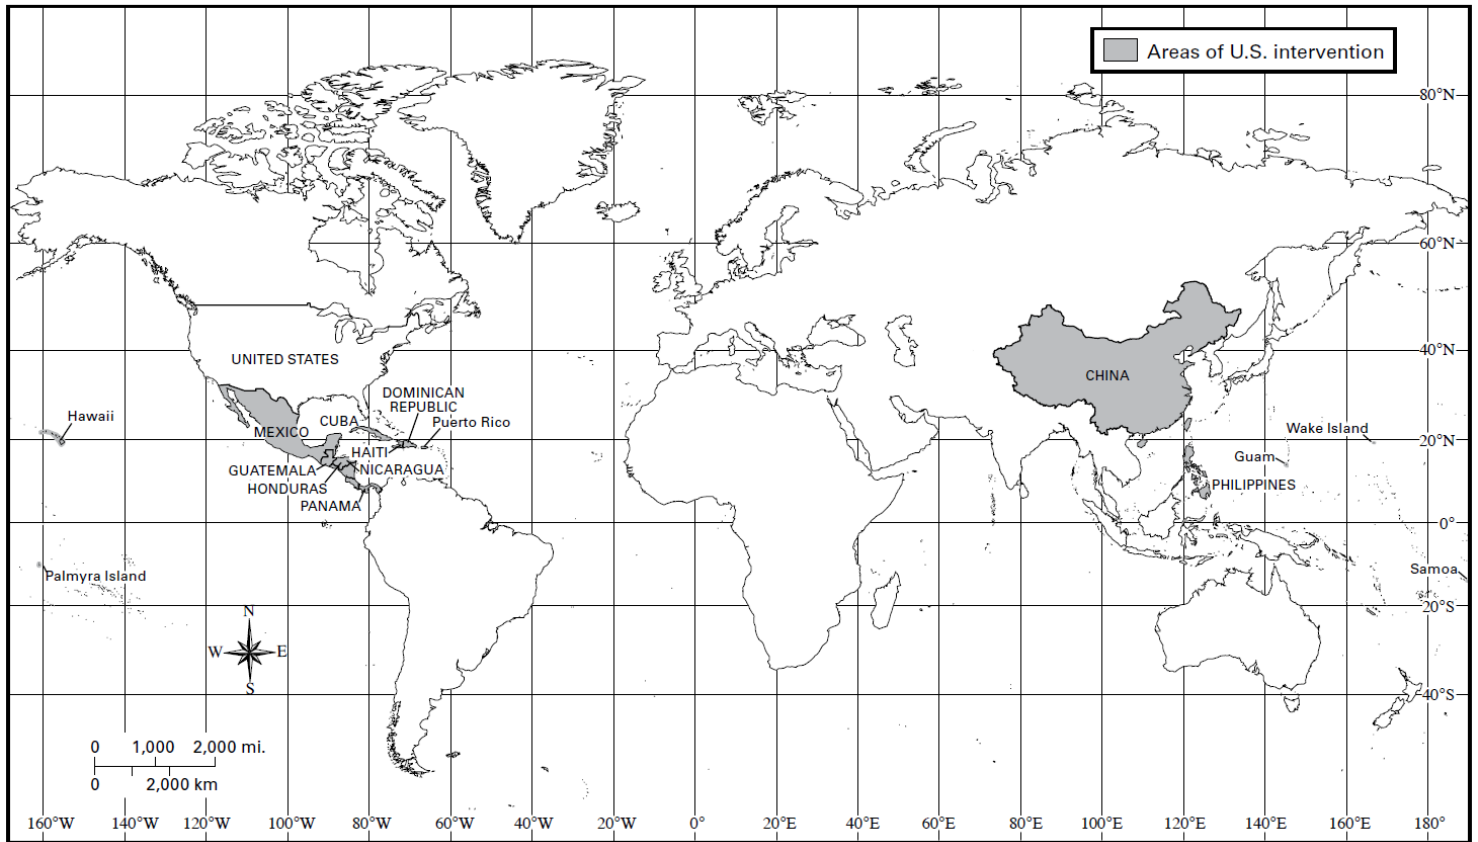 Areas of U.S. intervention
80°N
60°N
UNITED STATES
40°N
CHINA
DOMINICAN
REPUBLIC
Hawaii
CUBA
Puerto Rico
MEXICO
Wake Island
20°N
HAITI
Guam
GUATEMALA
NICARAGUA
HONDURAS
PHILIPPINES
PANAMA
0°
Samoa
Palmyra Island
20°S
N
W
E
S
40°S
0 1,000 2,000 mi.
0 2,000 km
160°W 140°W 120°W 100°W 80°W 60°W 40°W 20°W 0° 20°E 40°E 60°E 80°E 100°E 120°E 140°E 160°E 180°